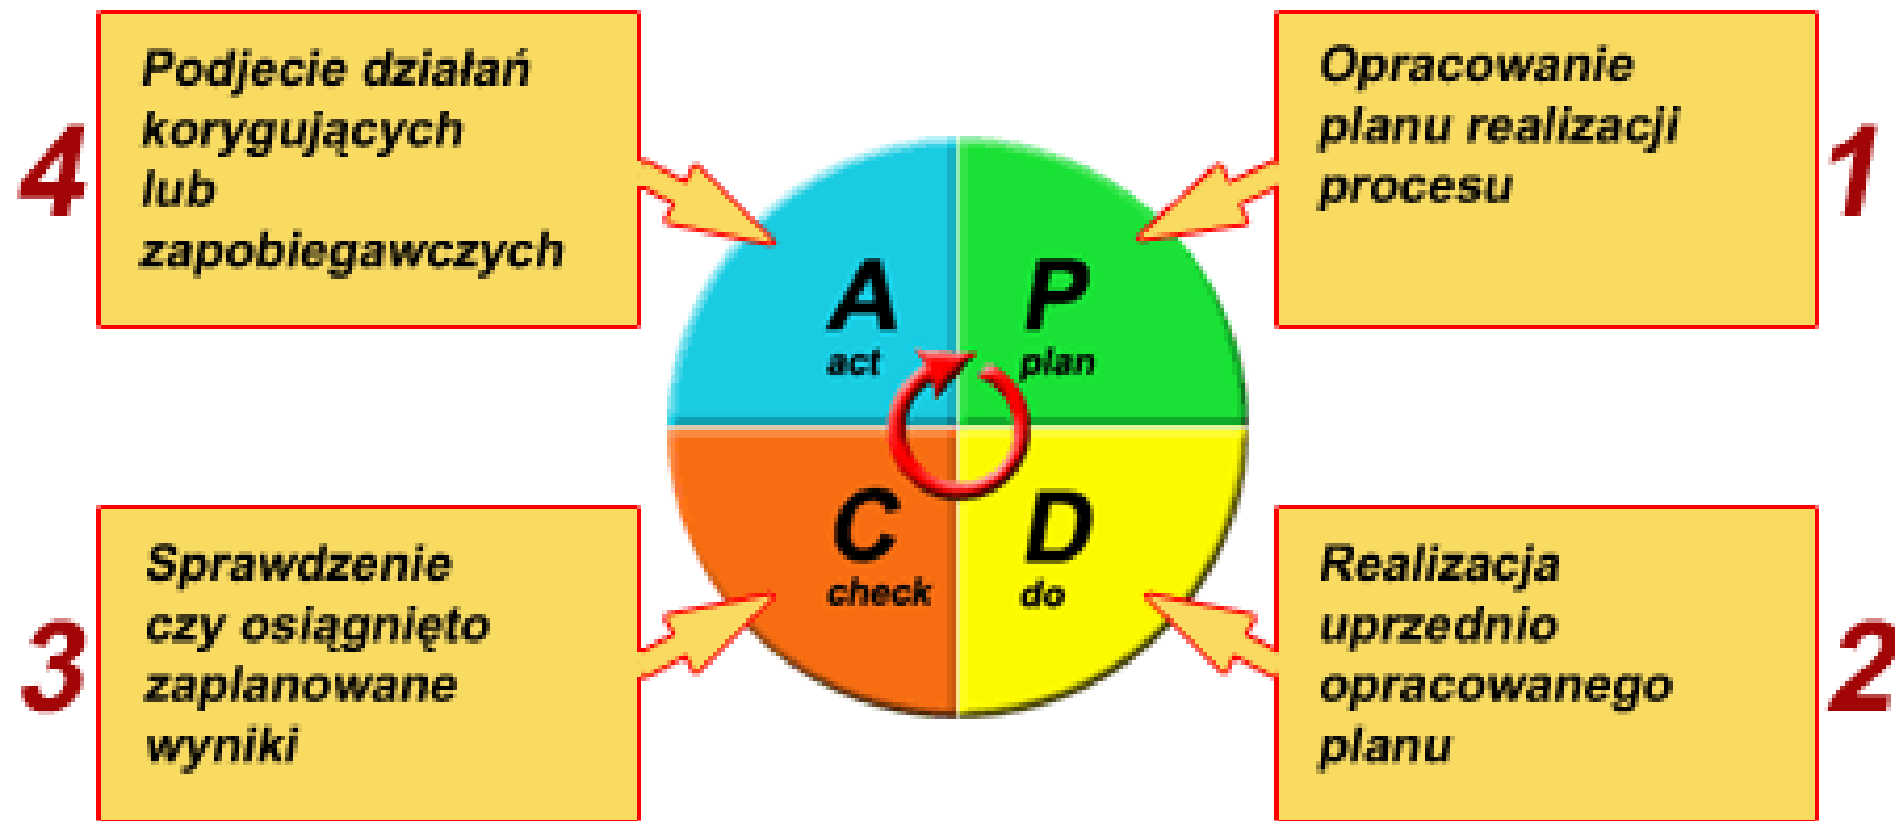 4
Podjecie działań
korygujących
lub
zapobiegawczych
Opracowanie
planu realizacji
procesu
1
A
act
P
plan
C
check
D
do
3
Sprawdzenie
czy osiągnięto
zaplanowane
wyniki
Realizacja
uprzednio
opracowanego
planu
2